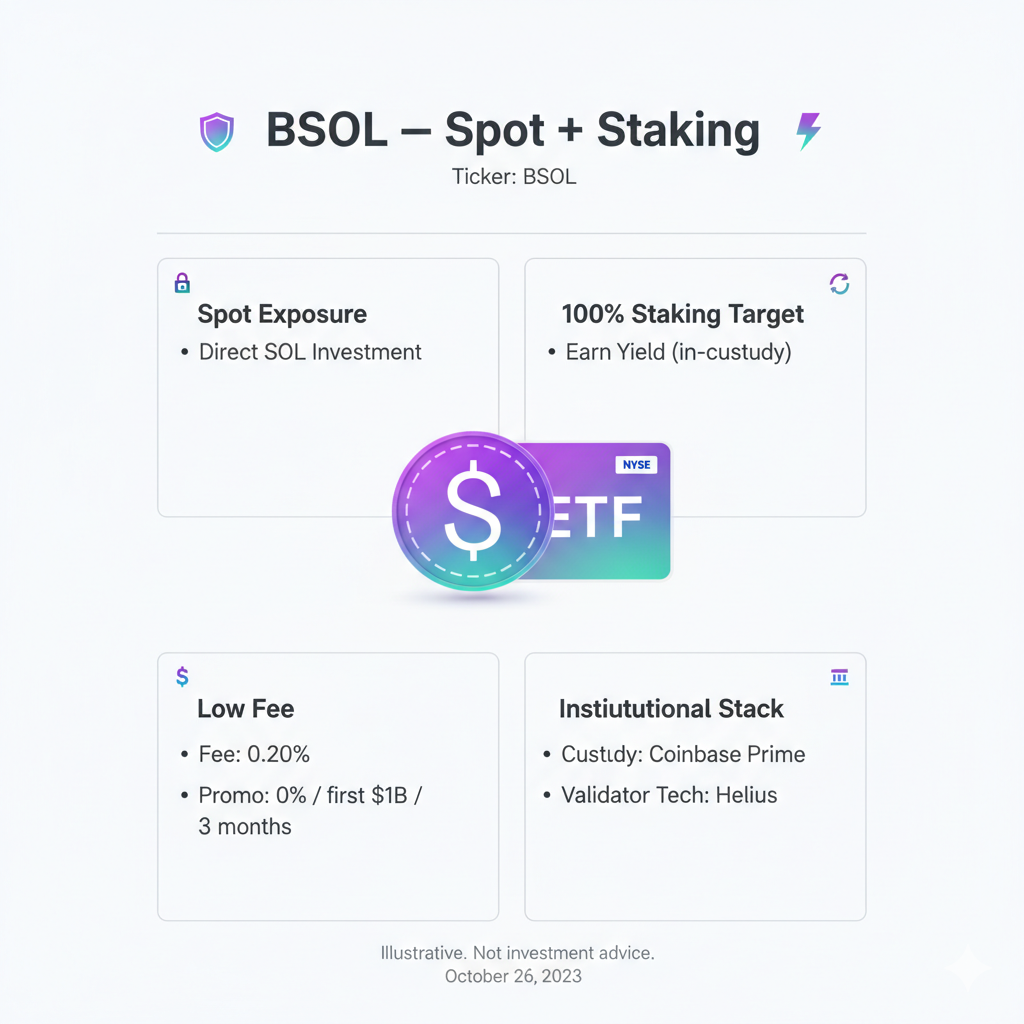 BSOL – Spot + Staking
Ticker: BSOL
Spot Exposure
• Direct SOL Investment
100% Staking Target
• Earn Yield (in-custudy)
$
NYSE
ETF
$
Low Fee
• Fee: 0.20%
• Promo: 0% / first $1B /
3 months
Instiututional Stack
• Custıdy: Coinbase Prime
• Validator Tech: Helius
Illustrative. Not investment advice.
October 26, 2023